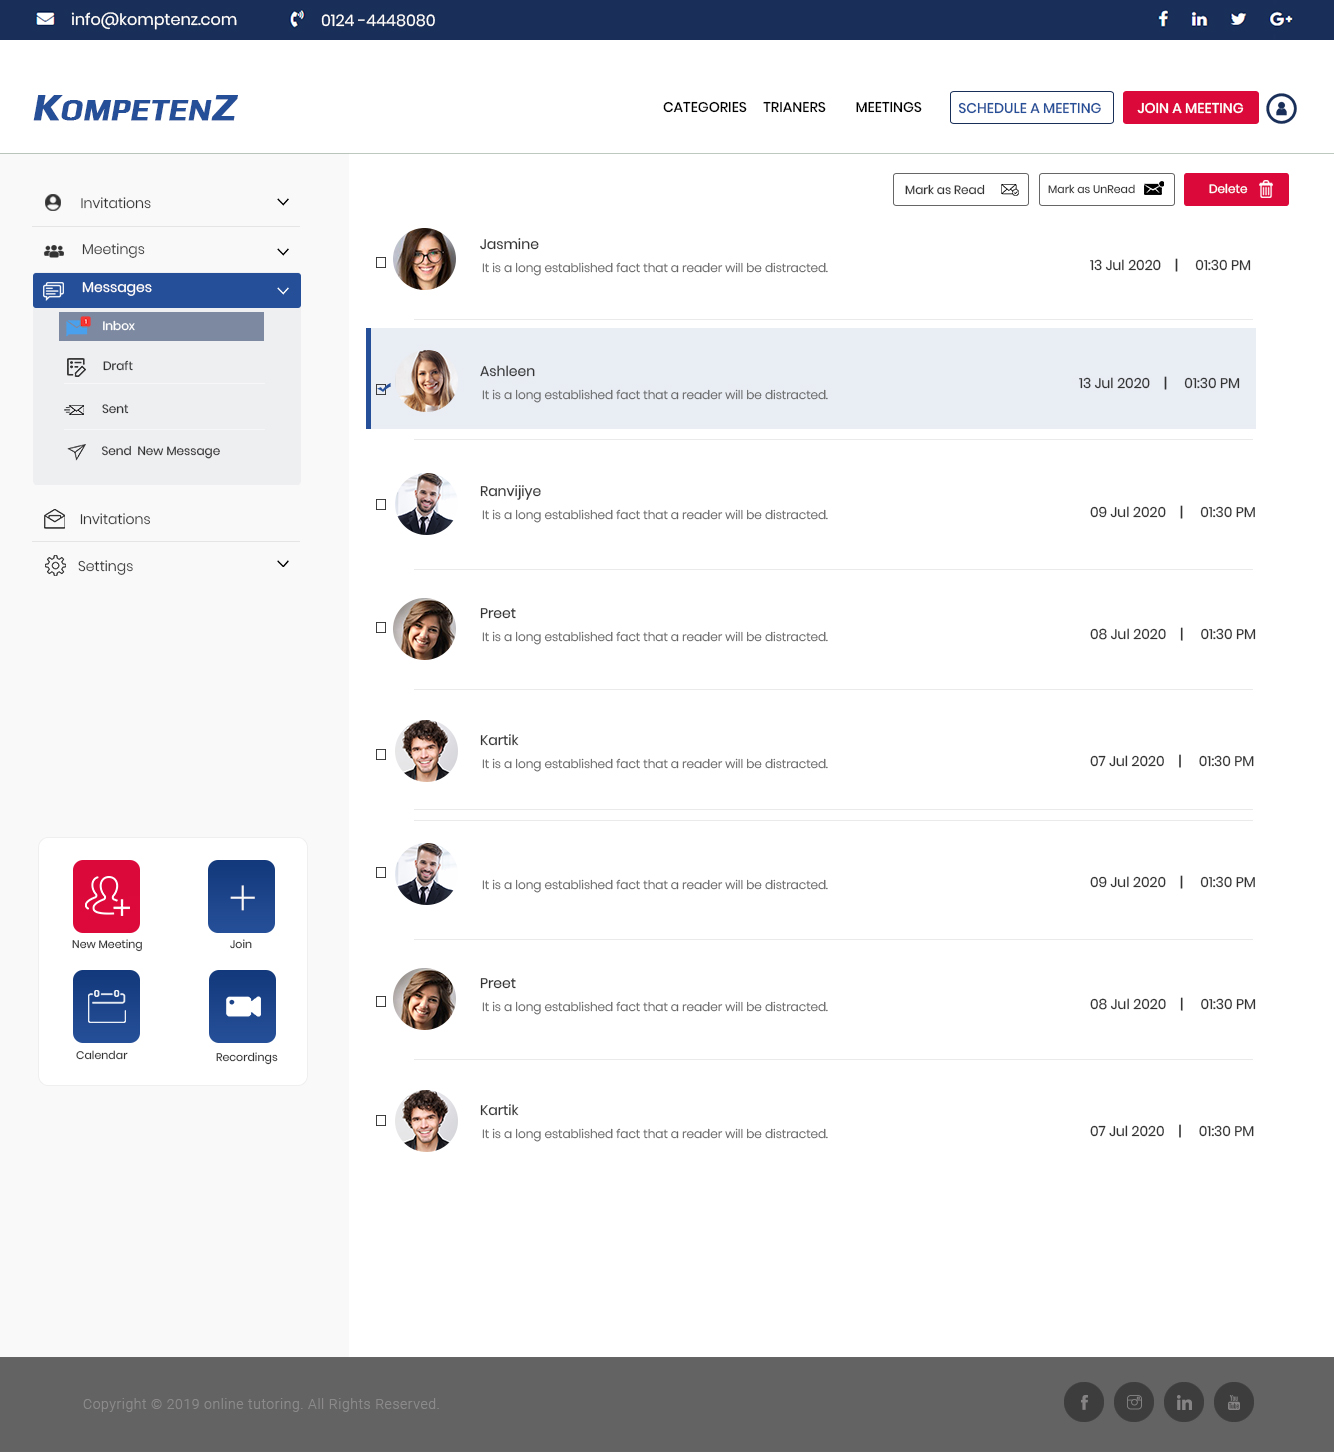 info@komptenz.com
0124 -4448080
KOMPETENZ
CATEGORIES TRIANERS MEETINGS SCHEDULE A MEETING JOIN A MEETING
Mark as Read Mark as UnRead Delete
Invitations
Meetings
Messages
1
Inbox
Draft
Sent
Send New Message
Invitations
Settings
New Meeting
Join
Calendar
Recordings
Jasmine
It is a long established fact that a reader will be distracted.
13 Jul 2020 | 01:30 PM
Ashleen
It is a long established fact that a reader will be distracted.
13 Jul 2020 | 01:30 PM
Ranvijiye
It is a long established fact that a reader will be distracted.
09 Jul 2020 | 01:30 PM
Preet
It is a long established fact that a reader will be distracted.
08 Jul 2020 | 01:30 PM
Kartik
It is a long established fact that a reader will be distracted.
07 Jul 2020 | 01:30 PM
It is a long established fact that a reader will be distracted.
09 Jul 2020 | 01:30 PM
Preet
It is a long established fact that a reader will be distracted.
08 Jul 2020 | 01:30 PM
Kartik
It is a long established fact that a reader will be distracted.
07 Jul 2020 | 01:30 PM
Copyright © 2019 online tutoring. All Rights Reserved.